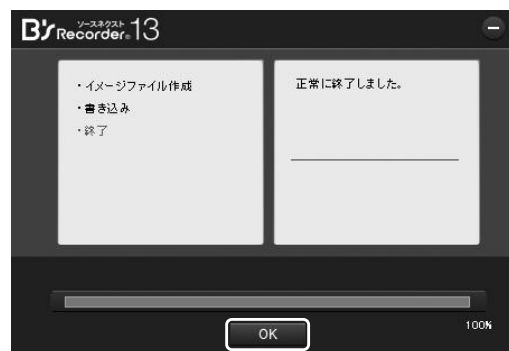 ソースネクスト
B's Recorder® 13
・イメージファイル作成
・書き込み
・終了
正常に終了しました。
100%
OK